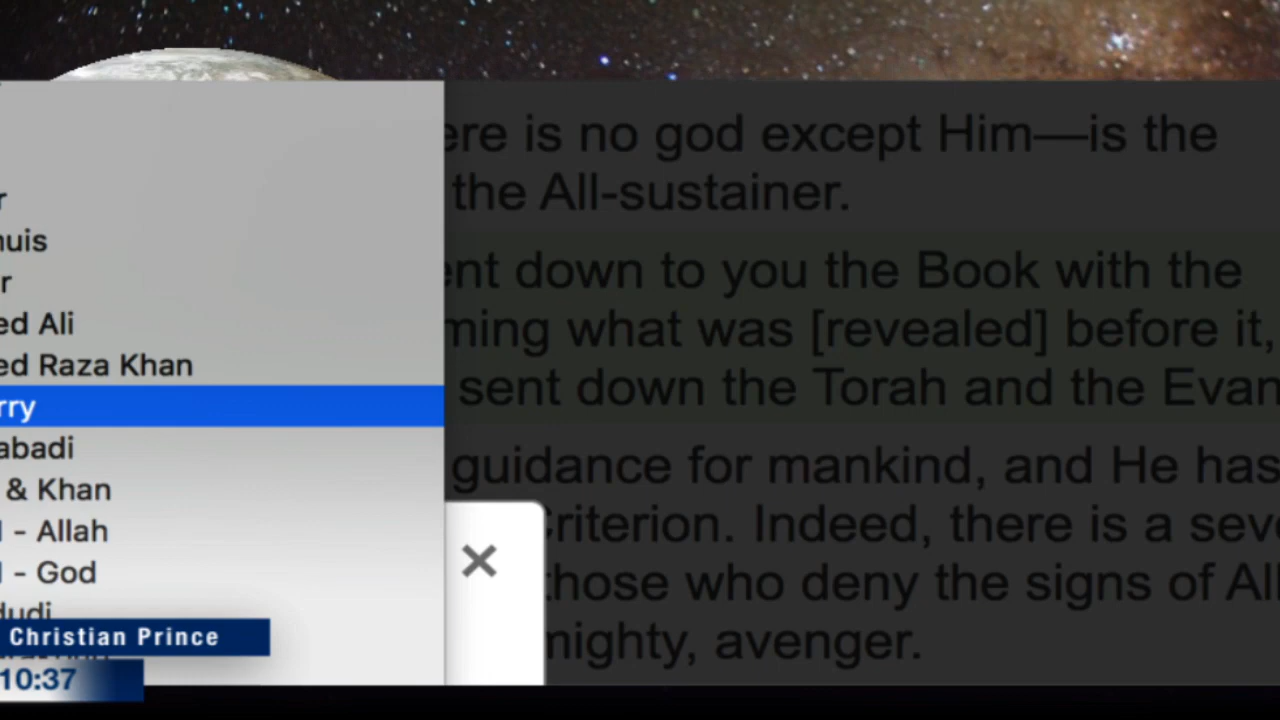 ere is no god except Him—is the
the All-sustainer.
ent down to you the Book with the
ming what was [revealed] before it,
sent down the Torah and the Evan
guidance for mankind, and He has
Criterion. Indeed, there is a seve
those who deny the signs of All
mighty, avenger.
r
nuis
r
ed Ali
ed Raza Khan
rry
abadi
& Khan
- Allah
- God
dudi
Christian Prince
10:37